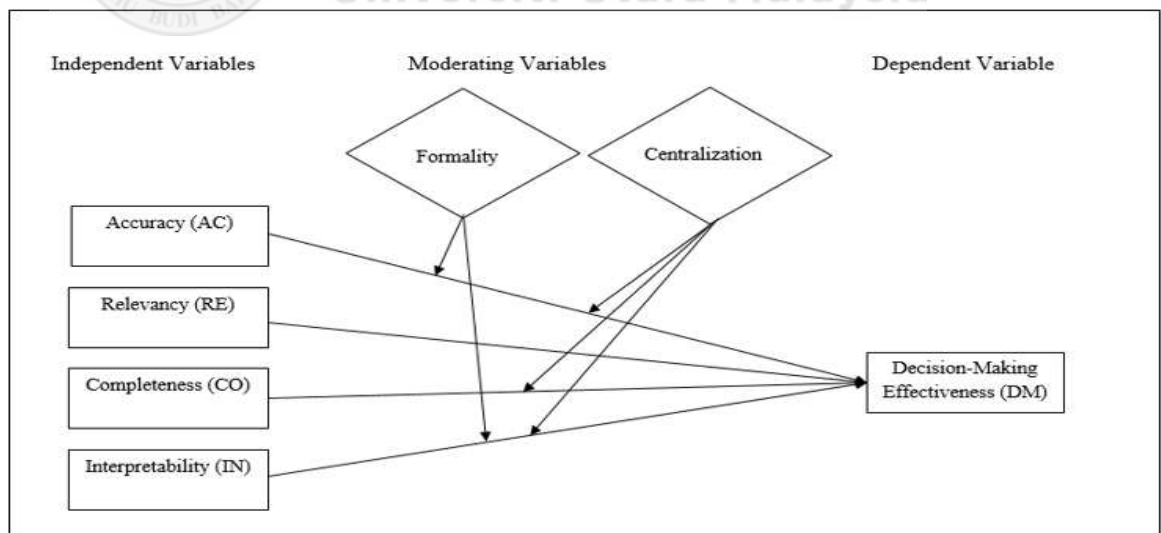 BUDI
Independent Variables
Moderating Variables
Dependent Variable
Formality
Centralization
Accuracy (AC)
Relevancy (RE)
Completeness (CO)
Interpretability (IN)
Decision-Making
Effectiveness (DM)